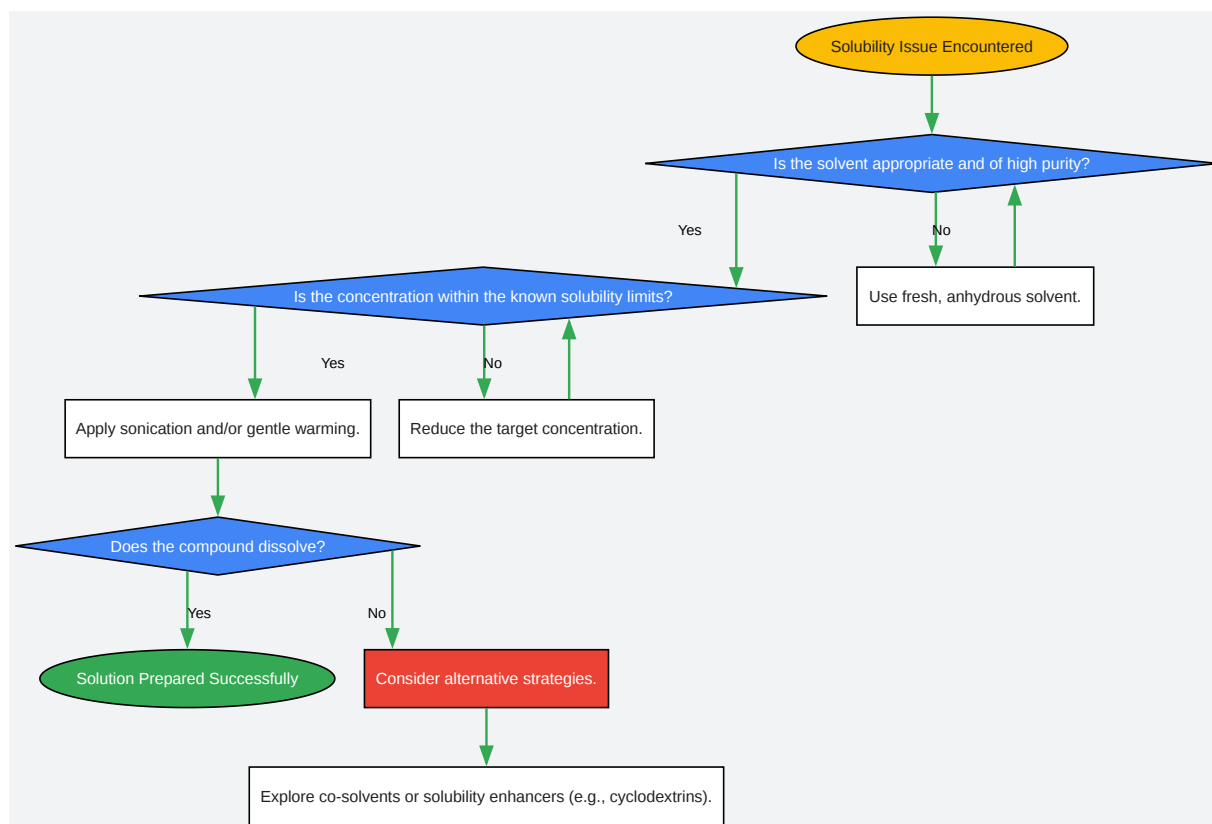 Solubility Issue Encountered
Is the solvent appropriate and of high purity?
Yes
No
Is the concentration within the known solubility limits?
Use fresh, anhydrous solvent.
Yes
No
Apply sonication and/or gentle warming.
Reduce the target concentration.
Does the compound dissolve?
Yes
No
Solution Prepared Successfully
Consider alternative strategies.
Explore co-solvents or solubility enhancers (e.g., cyclodextrins).